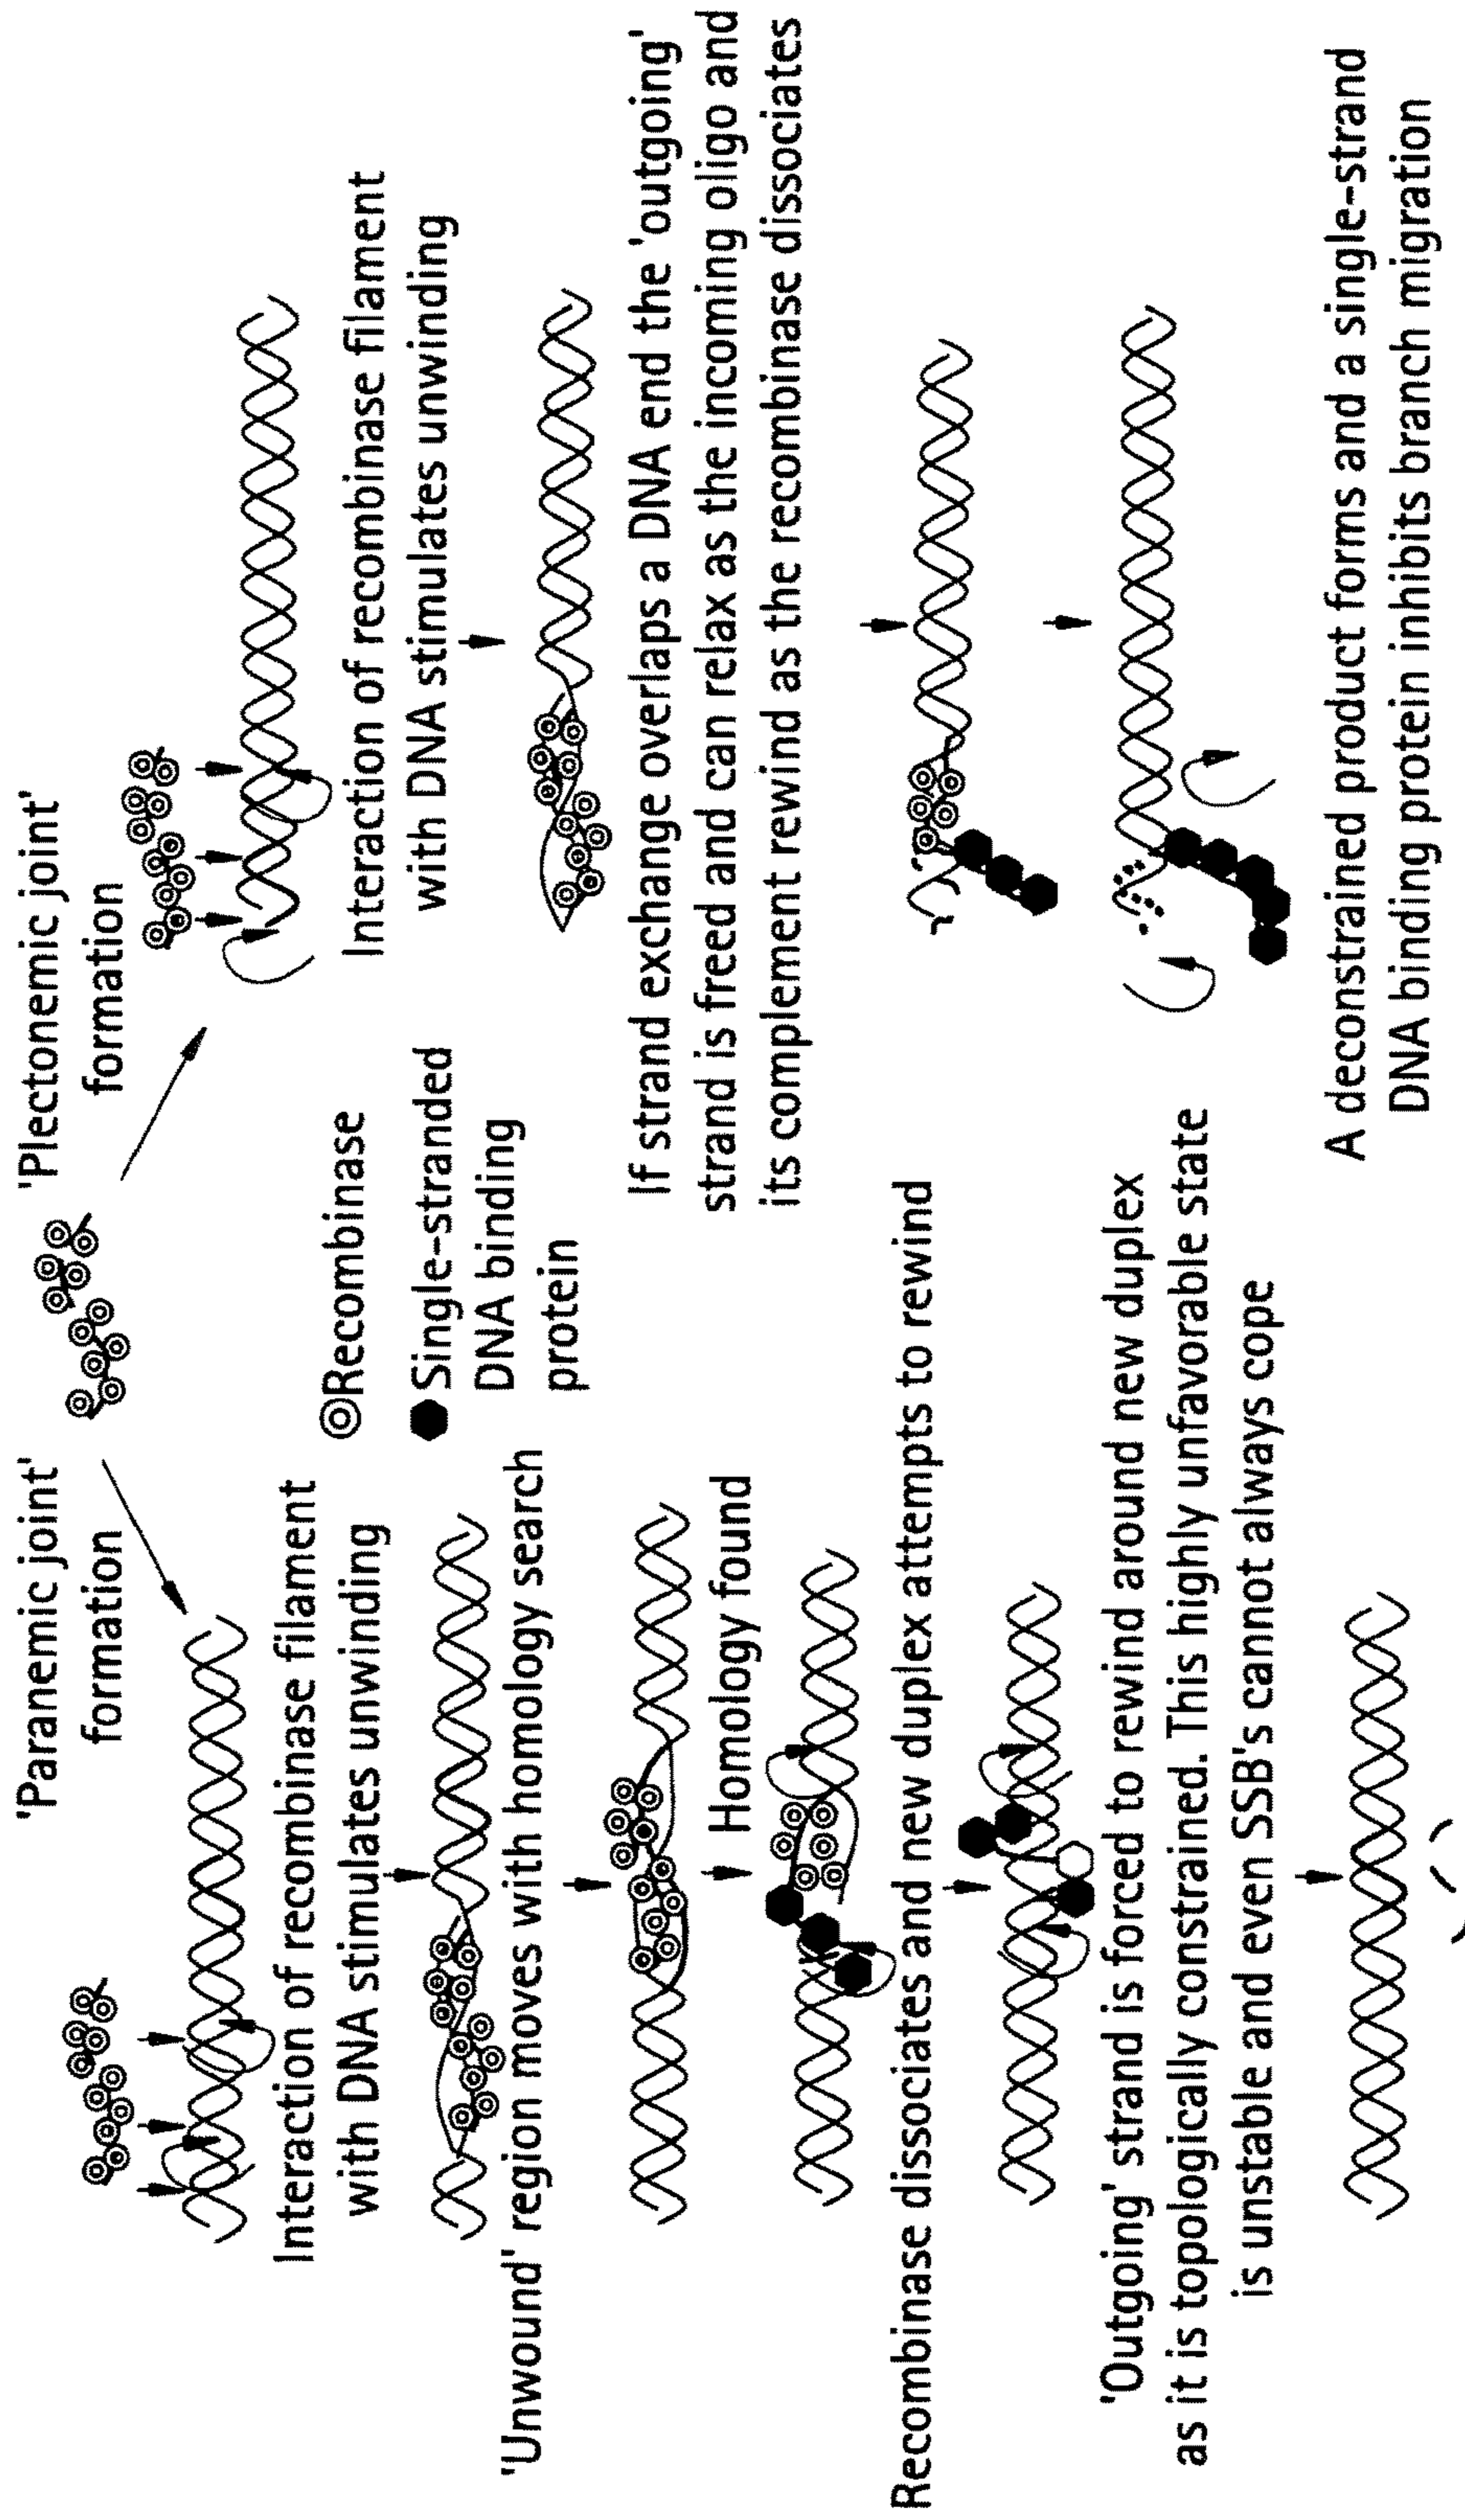 'Paranemic joint'
formation
Interaction of recombinase filament
with DNA stimulates unwinding
'Unwound' region moves with homology search
Homology found
Recombinase dissociates and new duplex attempts to rewind
'Outgoing' strand is forced to rewind around new duplex
as it is topologically constrained. This highly unfavorable state
is unstable and even SSB's cannot always cope
Recombinase
Single-stranded
DNA binding
protein
'Plectonemic joint'
formation
Interaction of recombinase filament
with DNA stimulates unwinding
If strand exchange overlaps a DNA end the 'outgoing'
strand is freed and can relax as the incoming oligo and
its complement rewind as the recombinase dissociates
A deconstrained product forms and a single-strand
DNA binding protein inhibits branch migration